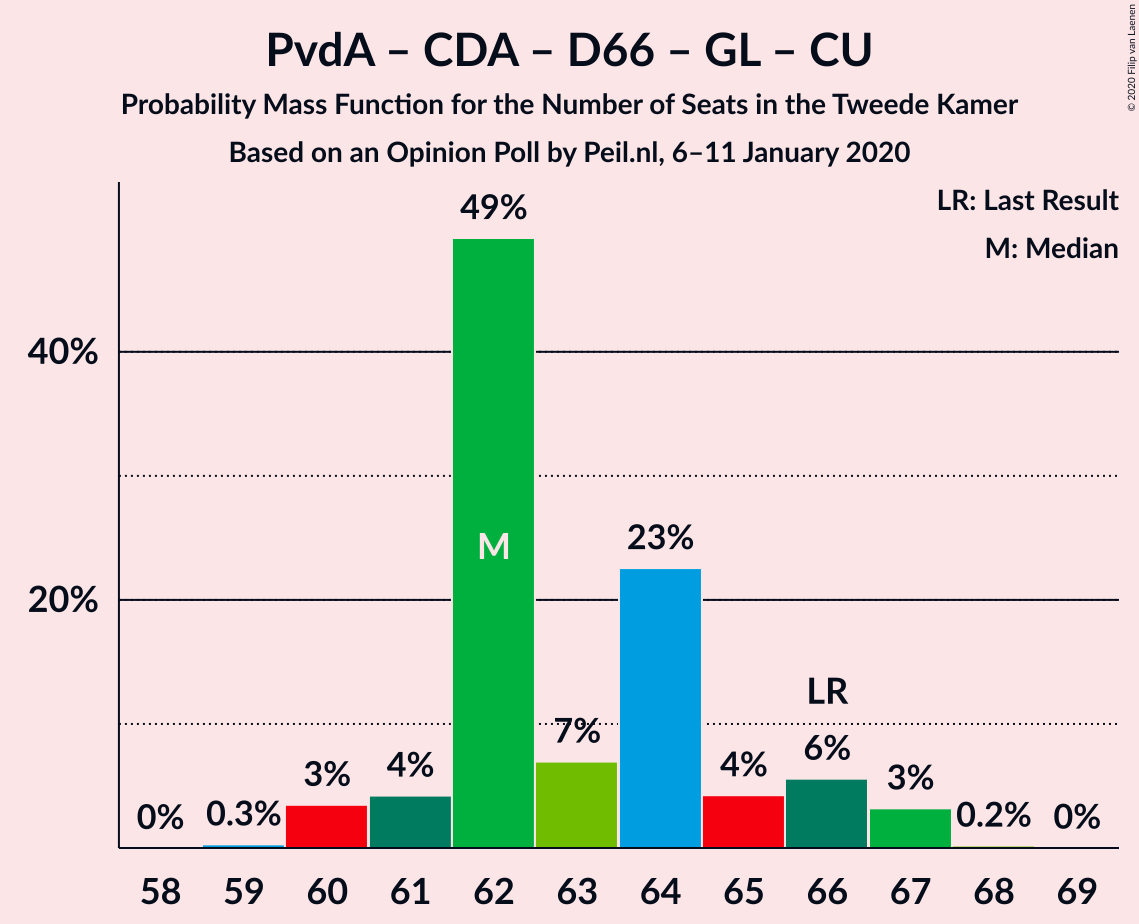 PvdA – CDA – D66 – GL – CU
Probability Mass Function for the Number of Seats in the Tweede Kamer
Based on an Opinion Poll by Peil.nl, 6–11 January 2020
© 2020 Filip van Laenen
LR: Last Result
M: Median
49%
40%
M
23%
20%
LR
7%
6%
4%
4%
3%
3%
0%
0.3%
0.2%
0%
58 59 60 61 62 63 64 65 66 67 68 69